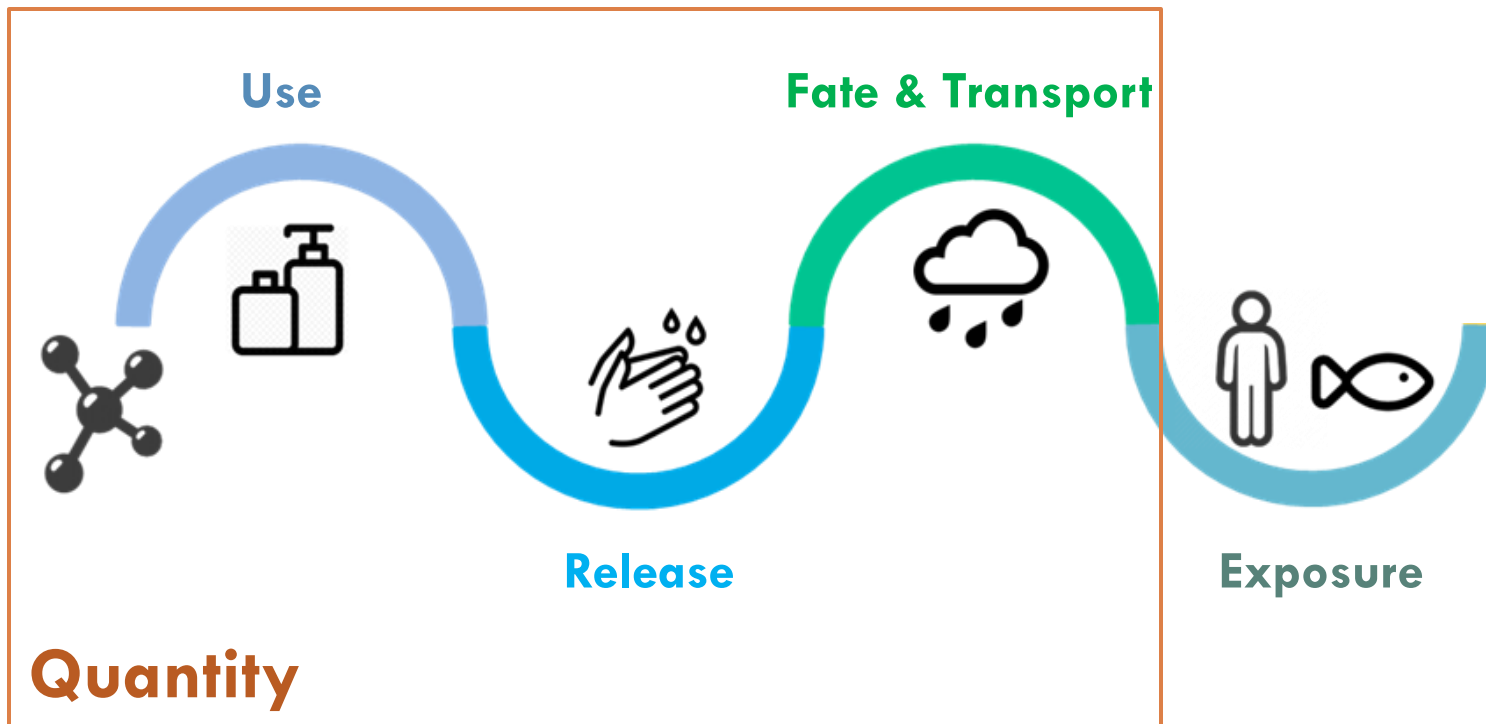 Use
Fate & Transport
Release
Exposure
Quantity